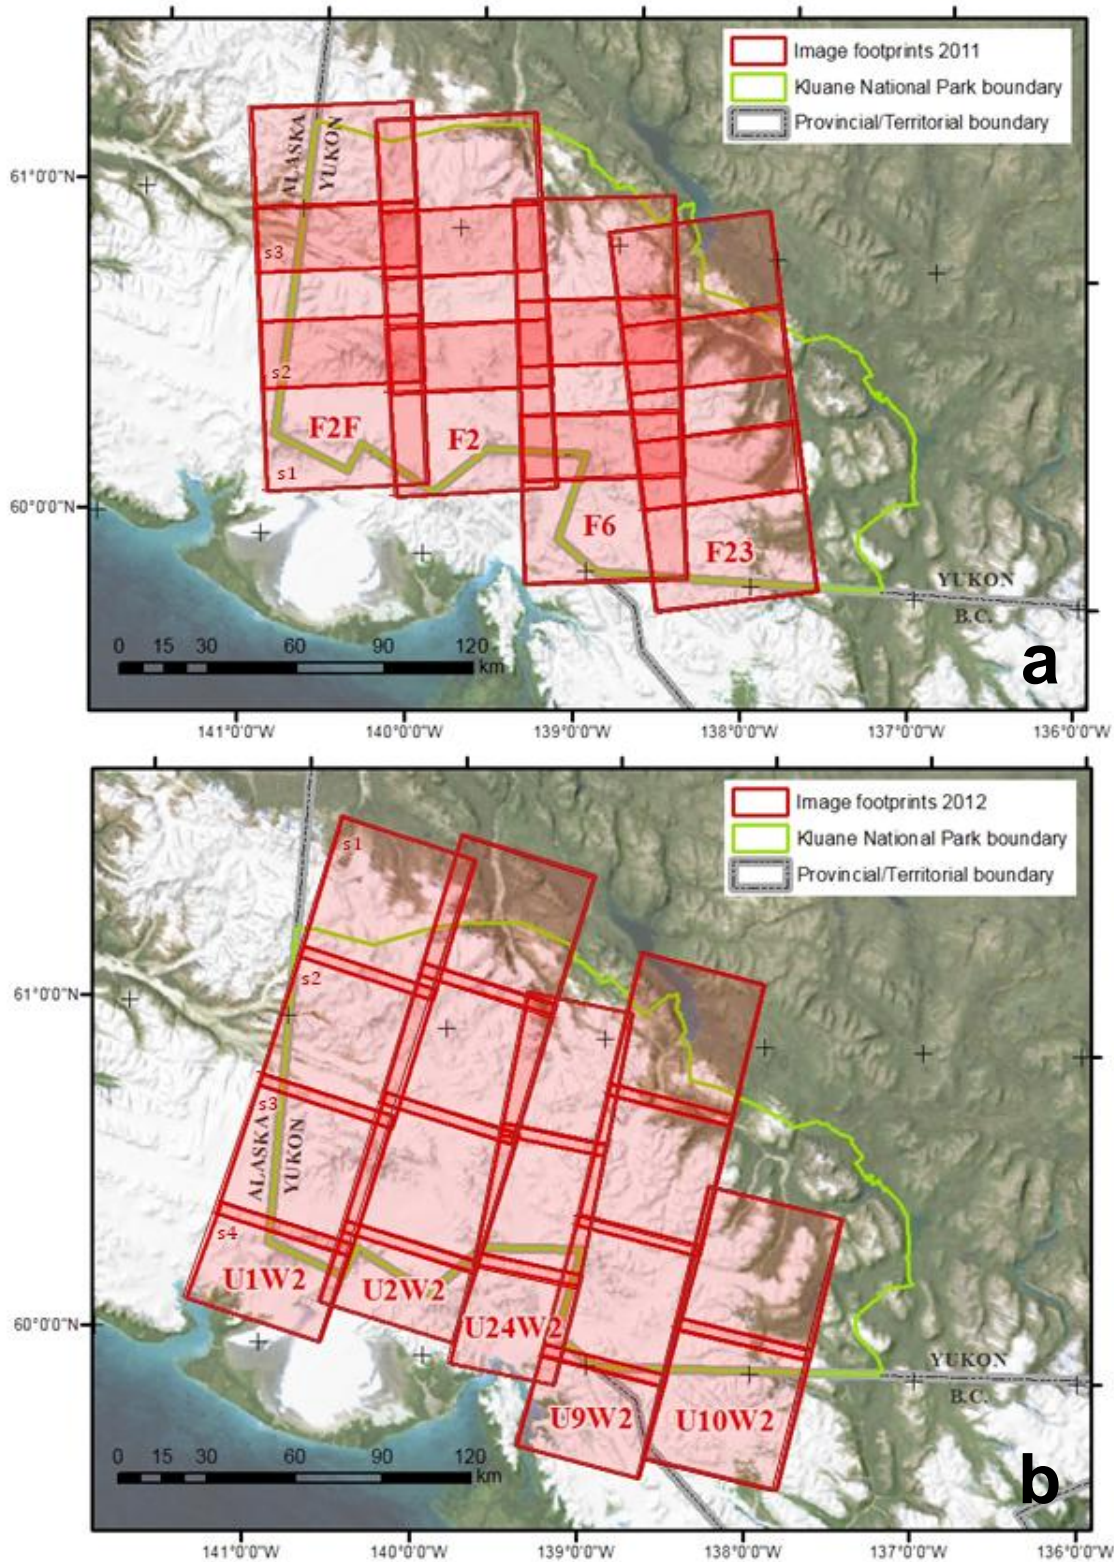 Image footprints 2011
Kluane National Park boundary
Provincial/Territorial boundary
ALASKA
YUKON
61°0'0"N
s3
s2
F2F
F2
s1
60°0'0"N
F6
F23
YUKON
B.C.
0 15 30 60 90 120
km
a
141°0'0"W 140°0'0"W 139°0'0"W 138°0'0"W 137°0'0"W 136°0'0"W
Image footprints 2012
Kluane National Park boundary
Provincial/Territorial boundary
s1
s2
61°0'0"N
s3
ALASKA
YUKON
s4
U1W2
U2W2
U24W2
60°0'0"N
YUKON
B.C.
U9W2
U10W2
0 15 30 60 90 120
km
b
141°0'0"W 140°0'0"W 139°0'0"W 138°0'0"W 137°0'0"W 136°0'0"W